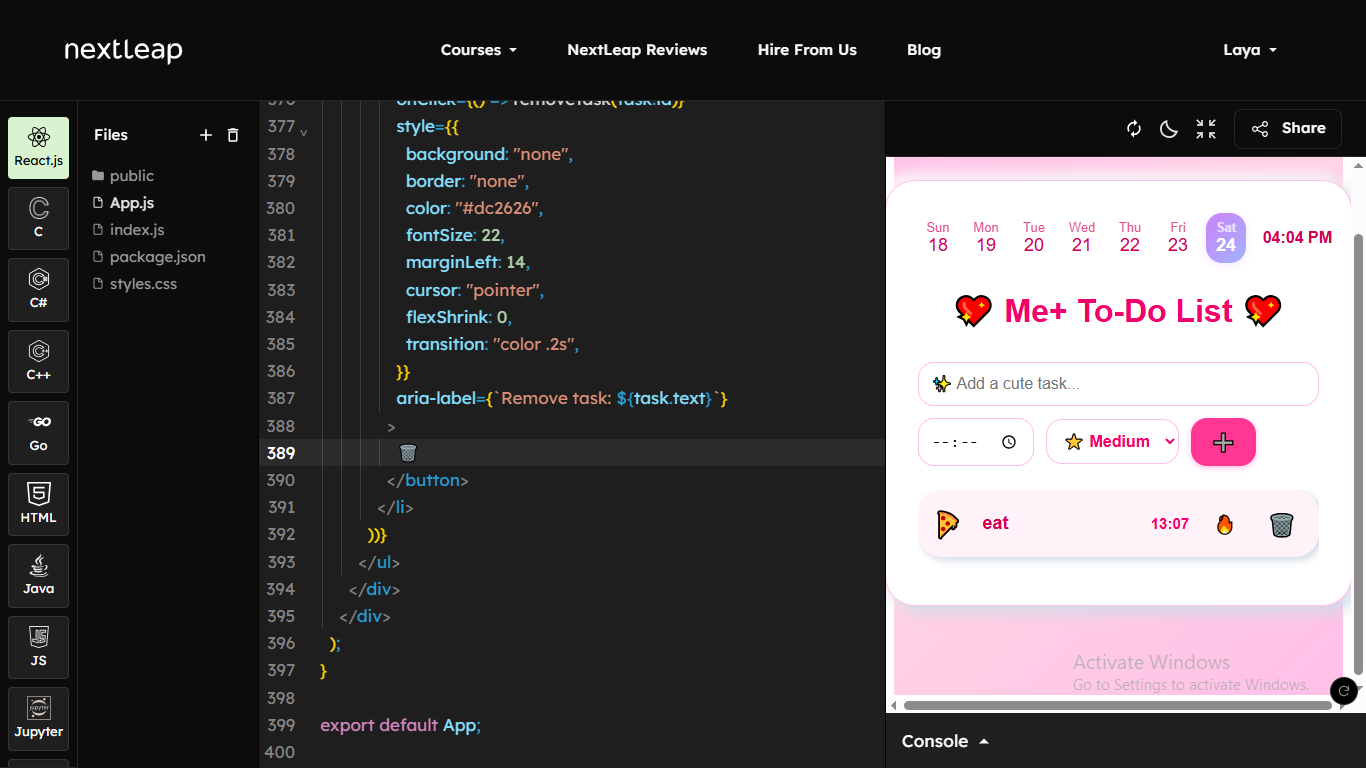 nextleap
Courses
NextLeap Reviews
Hire From Us
Blog
Laya
React.js
C
C#
C++
Go
HTML
Java
JS
Jupyter
Files
public
App.js
index.js
package.json
styles.css
376 onClick={() => removeTask(task.id)}
377 style={{
378 background: "none",
379 border: "none",
380 color: "#dc2626",
381 fontSize: 22,
382 marginLeft: 14,
383 cursor: "pointer",
384 flexShrink: 0,
385 transition: "color .2s",
386 }}
387 aria-label={`Remove task: ${task.text}`}
388 >
389 🗑️
390 </button>
391 </li>
392 ))}
393 </ul>
394 </div>
395 </div>
396 );
397 }
398
399 export default App;
400
Share
Sun Mon Tue Wed Thu Fri Sat
18 19 20 21 22 23 24
04:04 PM
💖 Me+ To-Do List 💖
✨ Add a cute task...
--:-- ⭐ Medium ➕
🍕 eat 13:07 🔥 🗑️
Activate Windows
Go to Settings to activate Windows.
Console